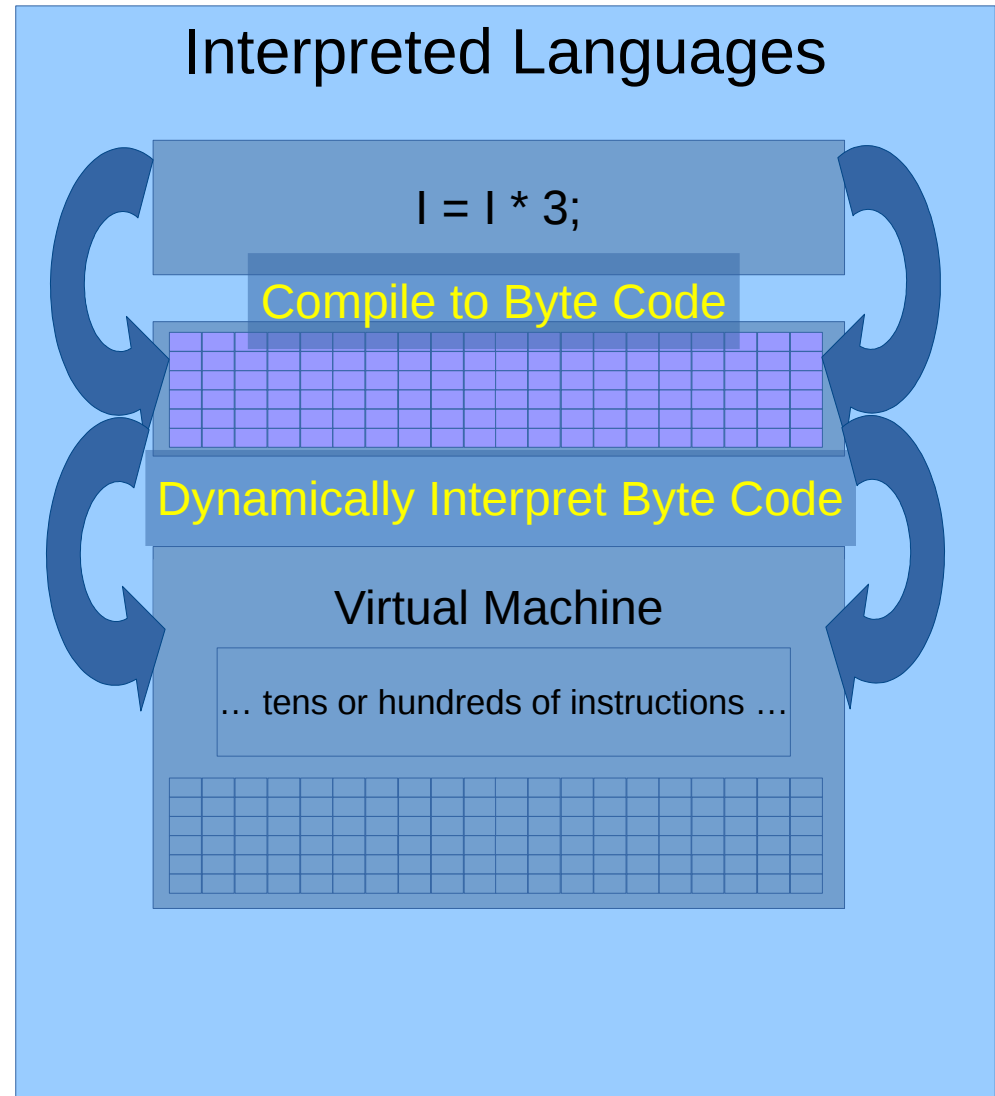 Interpreted Languages
I = I * 3;
Compile to Byte Code
Dynamically Interpret Byte Code
Virtual Machine
… tens or hundreds of instructions …